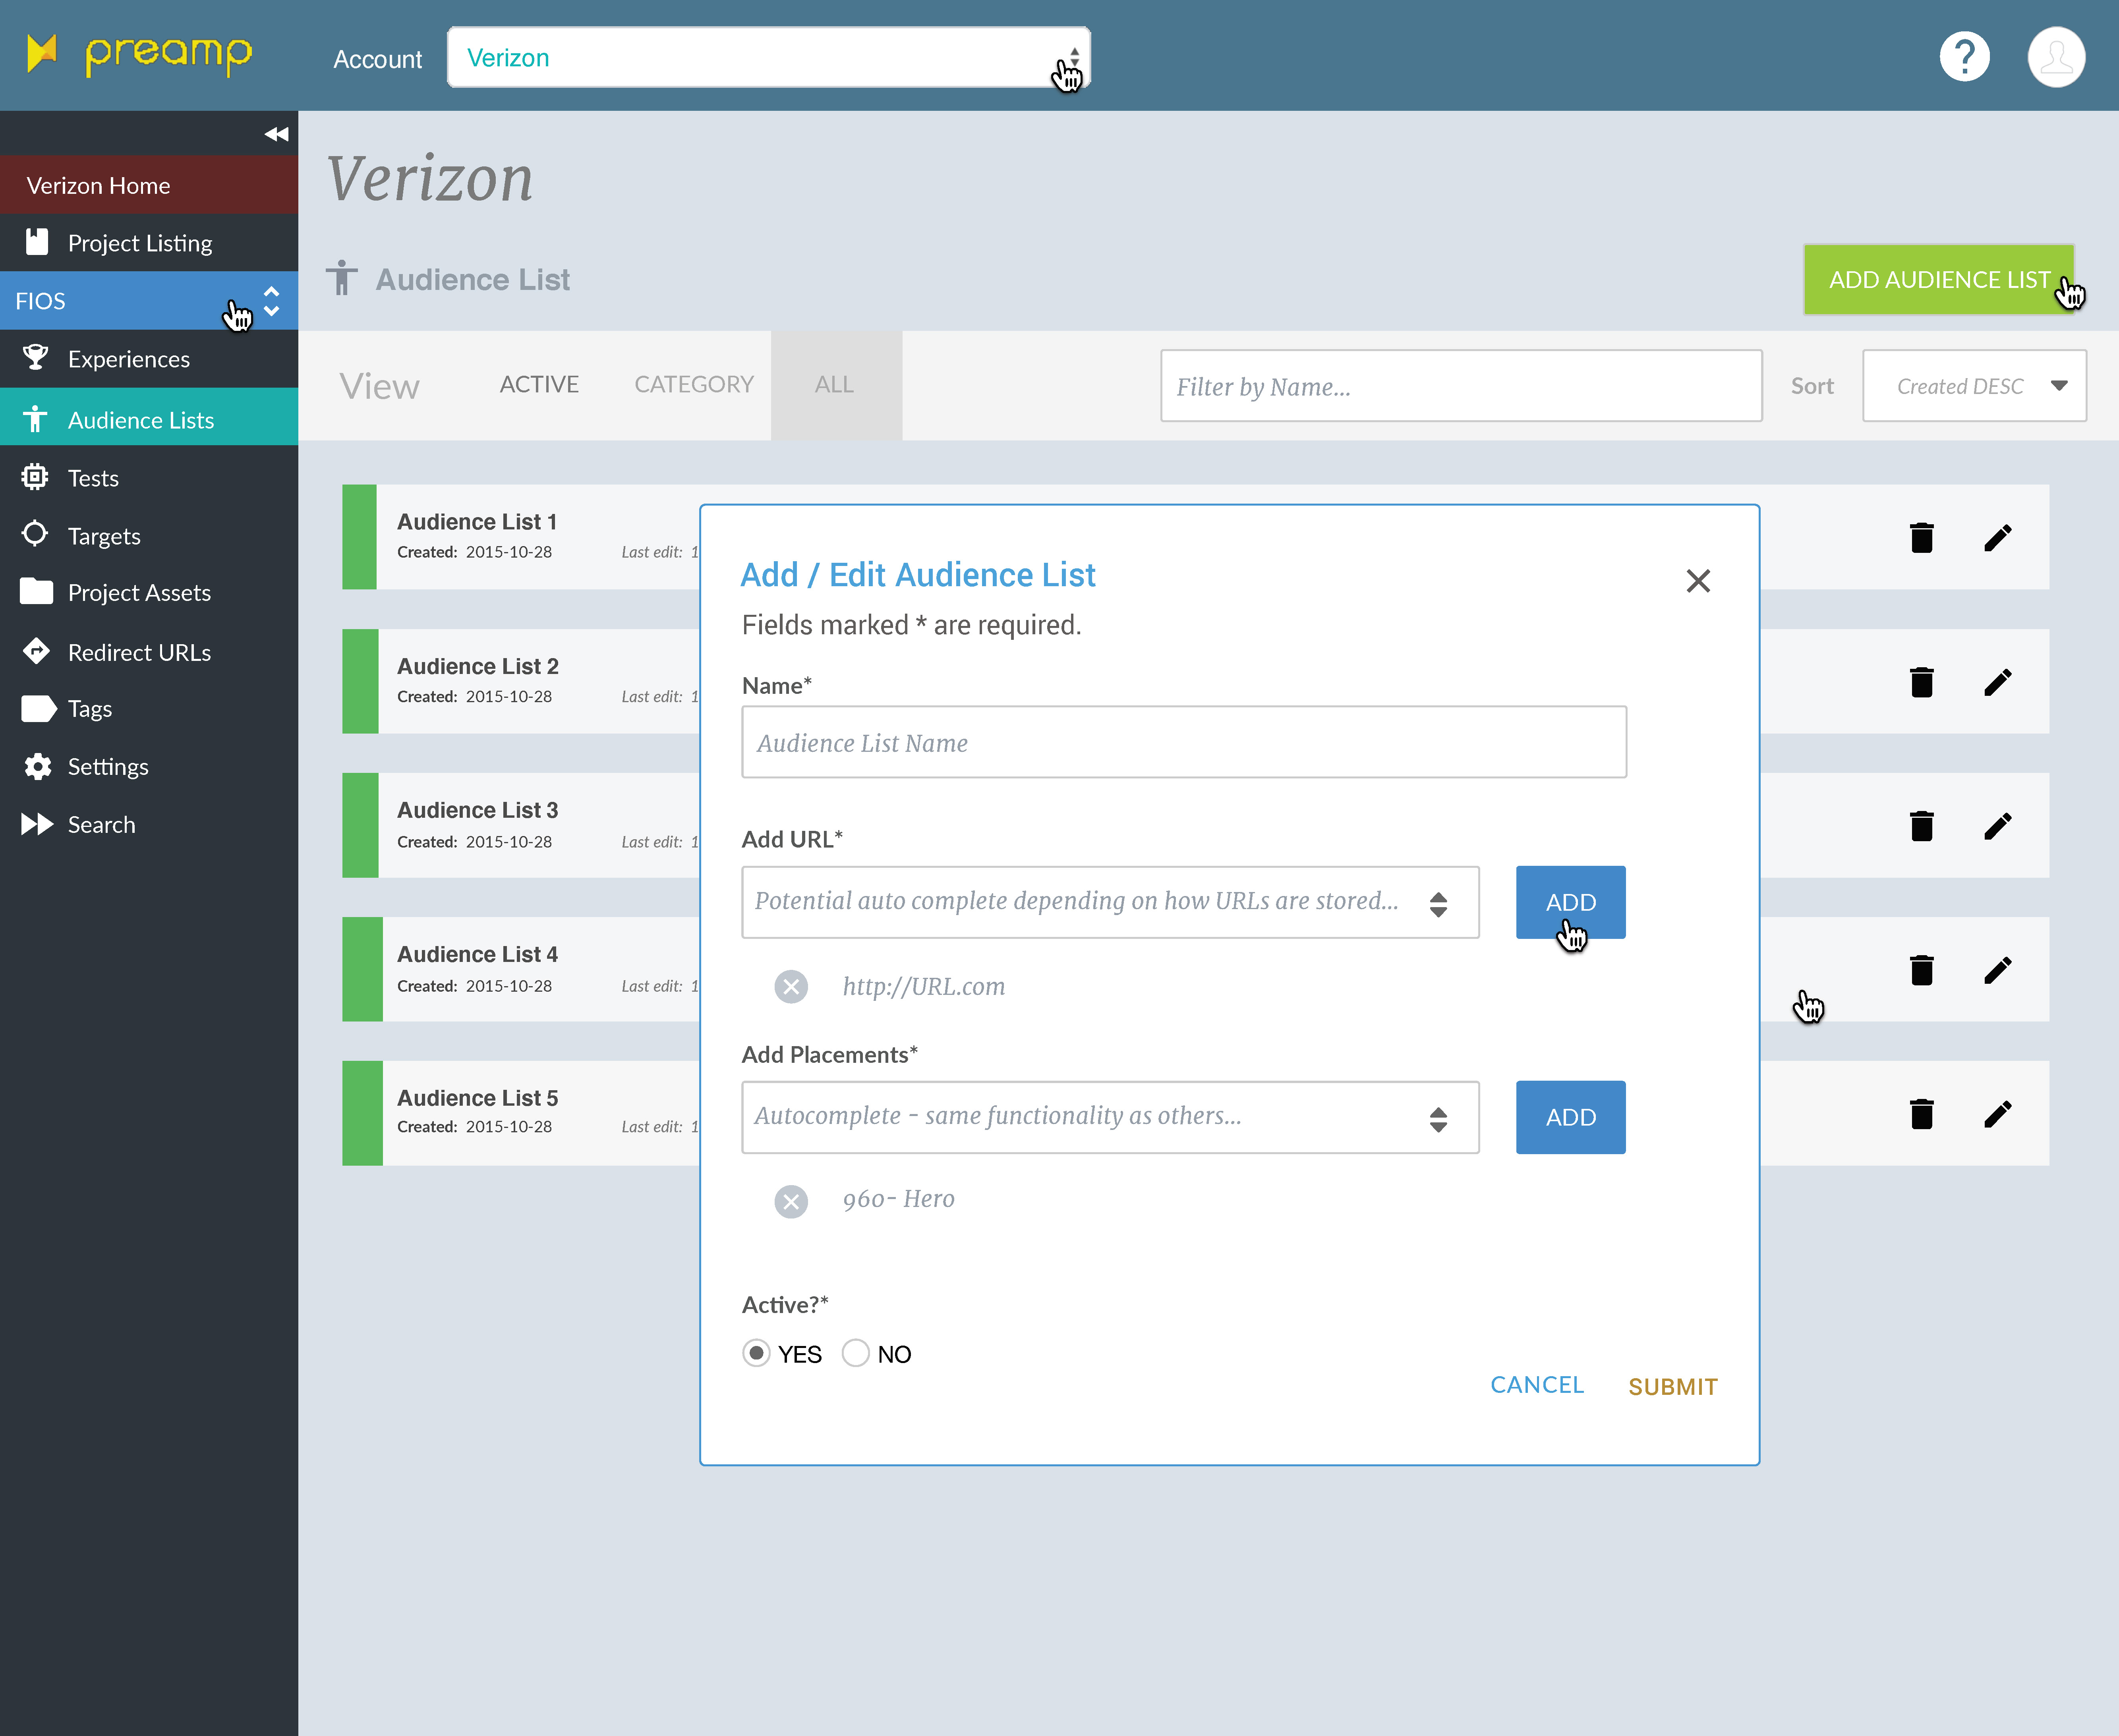 preamp
Account
Verizon
?
Verizon Home
Project Listing
FIOS
Experiences
Audience Lists
Tests
Targets
Project Assets
Redirect URLs
Tags
Settings
Search
Verizon
Audience List
ADD AUDIENCE LIST
View ACTIVE CATEGORY ALL
Filter by Name...
Sort
Created DESC
Audience List 1
Created: 2015-10-28 Last edit: 1
Audience List 2
Created: 2015-10-28 Last edit: 1
Audience List 3
Created: 2015-10-28 Last edit: 1
Audience List 4
Created: 2015-10-28 Last edit: 1
Audience List 5
Created: 2015-10-28 Last edit: 1
Add / Edit Audience List
Fields marked * are required.
Name*
Audience List Name
Add URL*
Potential auto complete depending on how URLs are stored...
ADD
http://URL.com
Add Placements*
Autocomplete - same functionality as others...
ADD
960- Hero
Active?*
YES NO
CANCEL SUBMIT